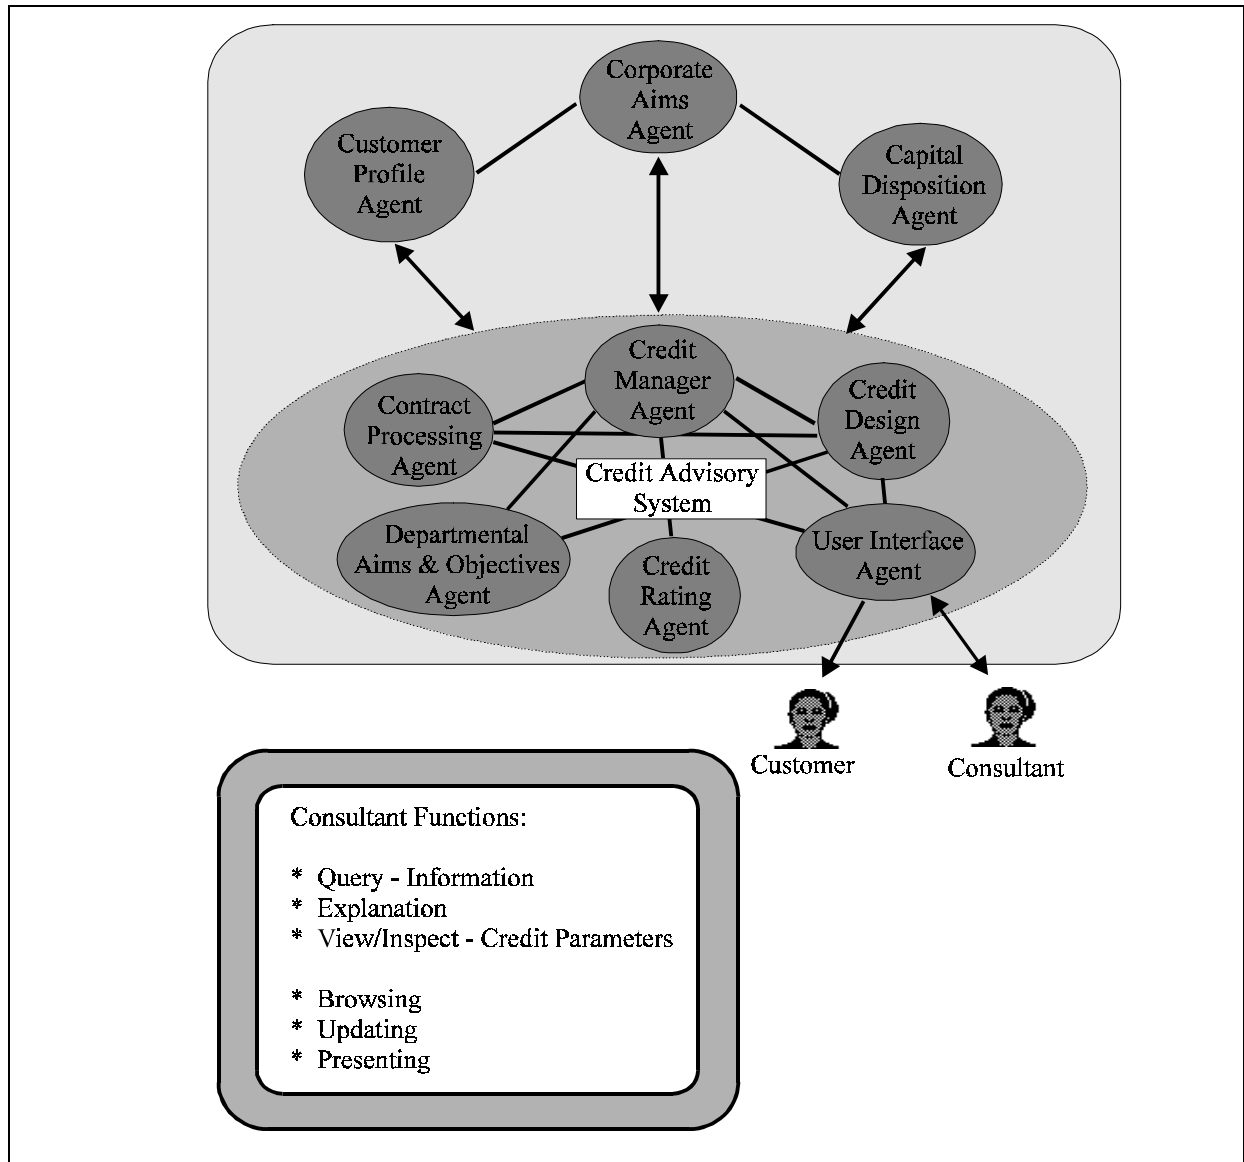 Corporate
Aims
Agent
Customer
Profile
Agent
Capital
Disposition
Agent
Credit
Manager
Agent
Contract
Processing
Agent
Credit
Design
Agent
Credit Advisory
System
Departmental
Aims & Objectives
Agent
Credit
Rating
Agent
User Interface
Agent
Customer
Consultant
Consultant Functions:
* Query - Information
* Explanation
* View/Inspect - Credit Parameters
* Browsing
* Updating
* Presenting